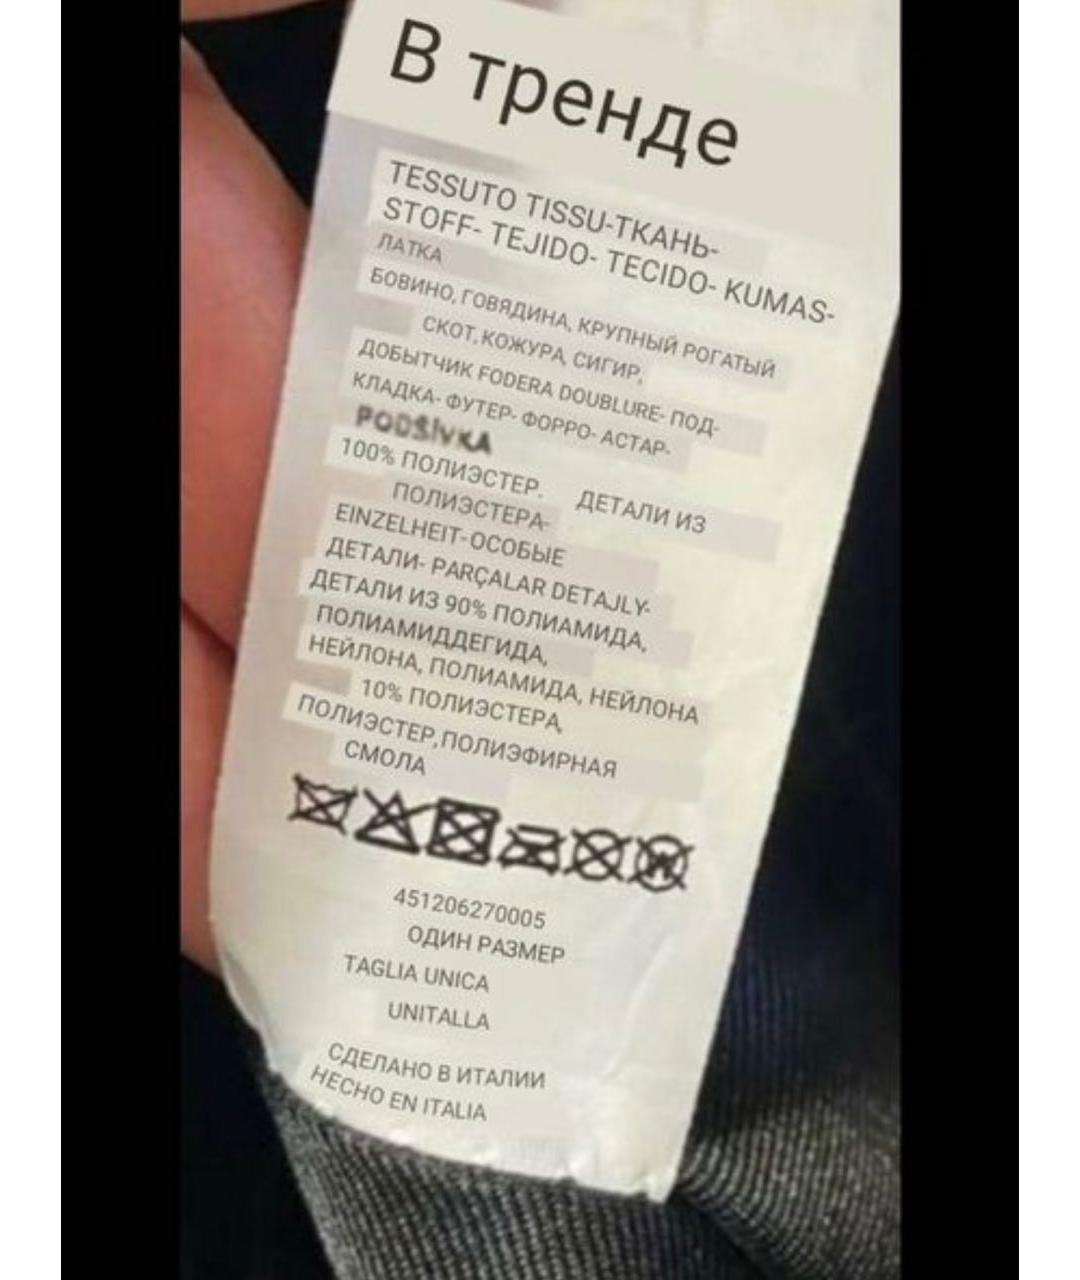 В тренде
TESSUTO TISSU-ТКАНЬ-
STOFF- TEJIDO- TECIDO- KUMAS-
ЛАТКА
БОВИНО, ГОВЯДИНА, КРУПНЫЙ РОГАТЫЙ
СКОТ, КОЖУРА, СИГИР,
ДОБЫТЧИК FODERA DOUBLURE- ПОД-
КЛАДКА- ФУТЕР- ФОРРО- АСТАР-
PODSIVKA
100% ПОЛИЭСТЕР. ДЕТАЛИ ИЗ
ПОЛИЭСТЕРА-
EINZELHEIT-ОСОБЫЕ
ДЕТАЛИ- PARÇALAR DETAJLY-
ДЕТАЛИ ИЗ 90% ПОЛИАМИДА,
ПОЛИАМИДДЕГИДА,
НЕЙЛОНА, ПОЛИАМИДА, НЕЙЛОНА
10% ПОЛИЭСТЕРА,
ПОЛИЭСТЕР, ПОЛИЭФИРНАЯ
СМОЛА
W
451206270005
ОДИН РАЗМЕР
TAGLIA UNICA
UNITALLA
СДЕЛАНО В ИТАЛИИ
HECHO EN ITALIA